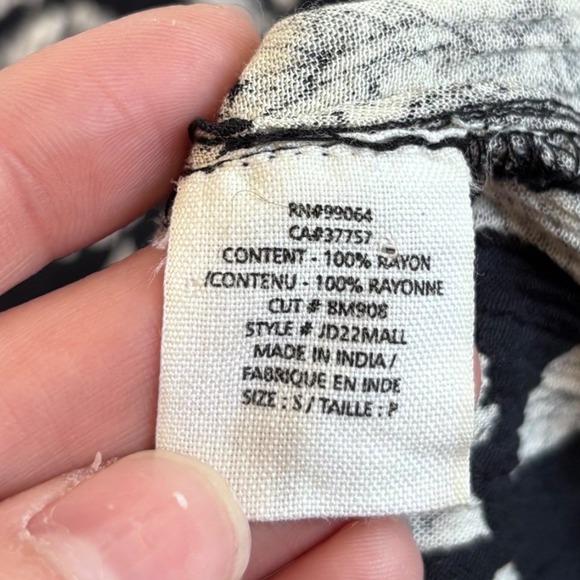 RN#99064
CA#37757
CONTENT - 100% RAYON
/CONTENU - 100% RAYONNE
CUT # 8M908
STYLE # JD22MALL
MADE IN INDIA/
FABRIQUE EN INDE
SIZE : S / TAILLE : P